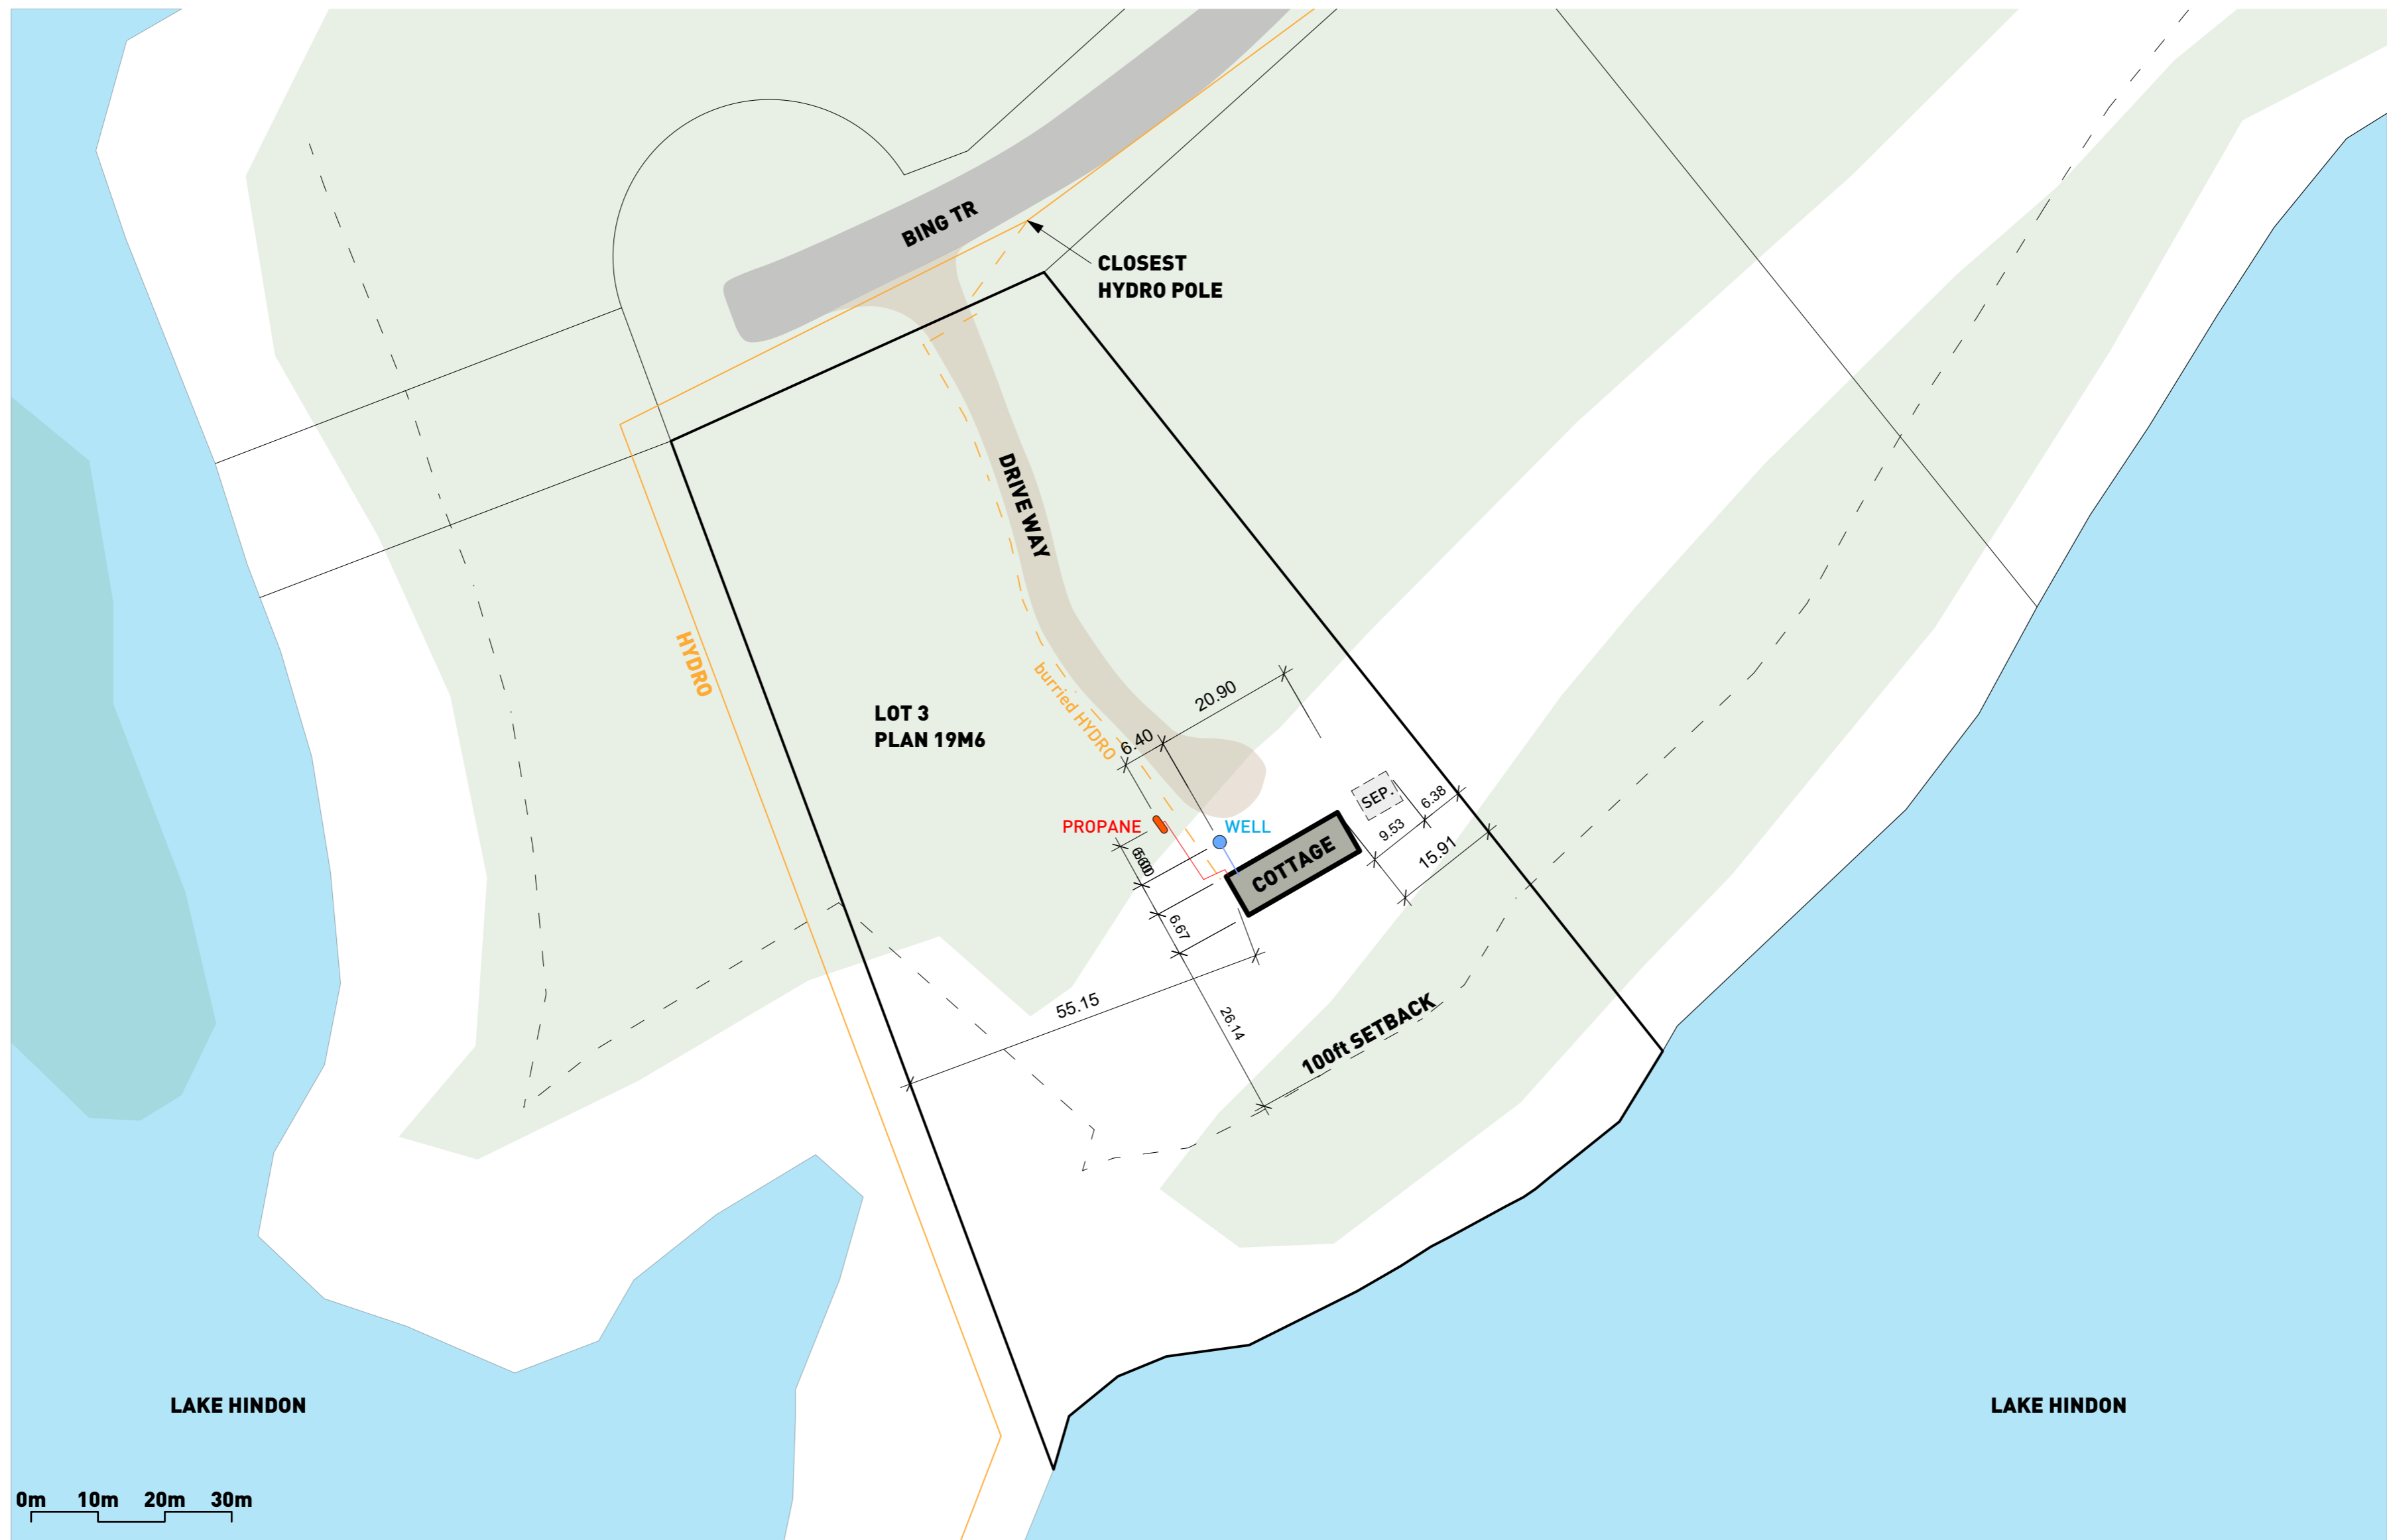 BING TR
CLOSEST
HYDRO POLE
DRIVE WAY
HYDRO
burried HYDRO
LOT 3
PLAN 19M6
20.90
6.40
PROPANE
WELL
SEP.
6.38
9.53
15.91
COTTAGE
6.67
55.15
26.14
100ft SETBACK
LAKE HINDON
LAKE HINDON
0m 10m 20m 30m